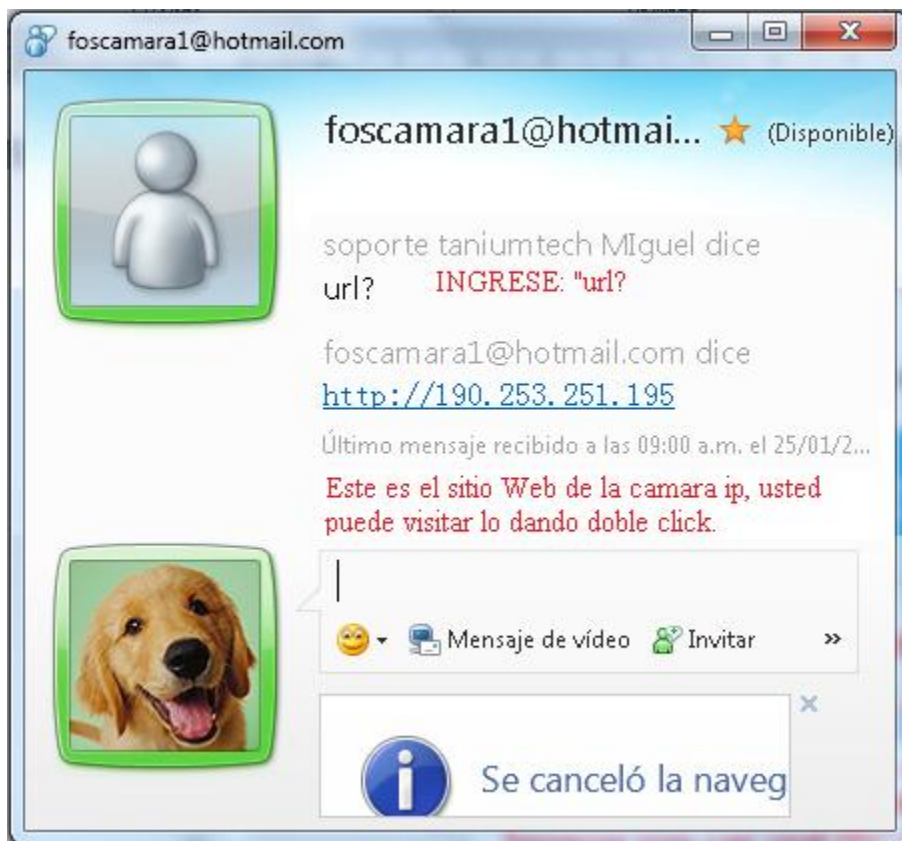 foscamara1@hotmail.com
foscamara1@hotmai... (Disponible)
soporte taniumtech MIguel dice
url? INGRESE: "url?
foscamara1@hotmail.com dice
http://190.253.251.195
Último mensaje recibido a las 09:00 a.m. el 25/01/2...
Este es el sitio Web de la camara ip, usted
puede visitar lo dando doble click.
Mensaje de vídeo Invitar »
Se canceló la naveg